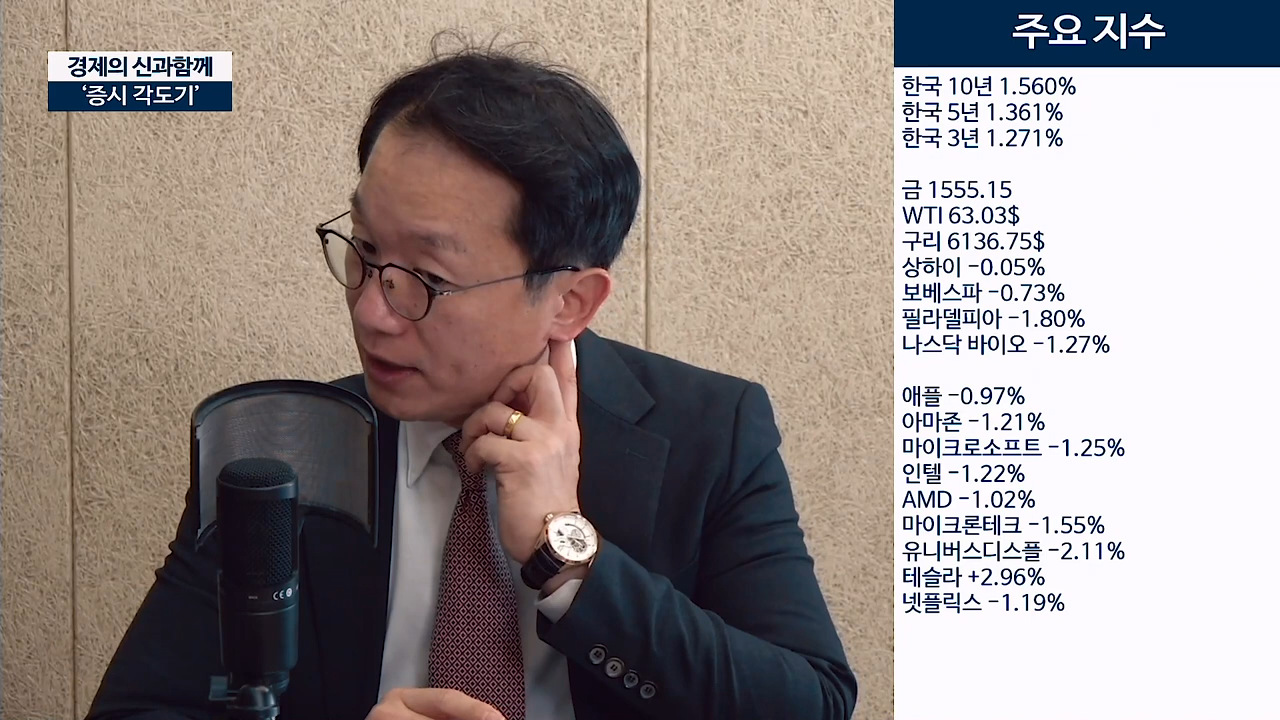 경제의 신과함께
‘증시 각도기’
주요 지수
한국 10년 1.560%
한국 5년 1.361%
한국 3년 1.271%
금 1555.15
WTI 63.03$
구리 6136.75$
상하이 -0.05%
보베스파 -0.73%
필라델피아 -1.80%
나스닥 바이오 -1.27%
애플 -0.97%
아마존 -1.21%
마이크로소프트 -1.25%
인텔 -1.22%
AMD -1.02%
마이크론테크 -1.55%
유니버스디스플 -2.11%
테슬라 +2.96%
넷플릭스 -1.19%
CE